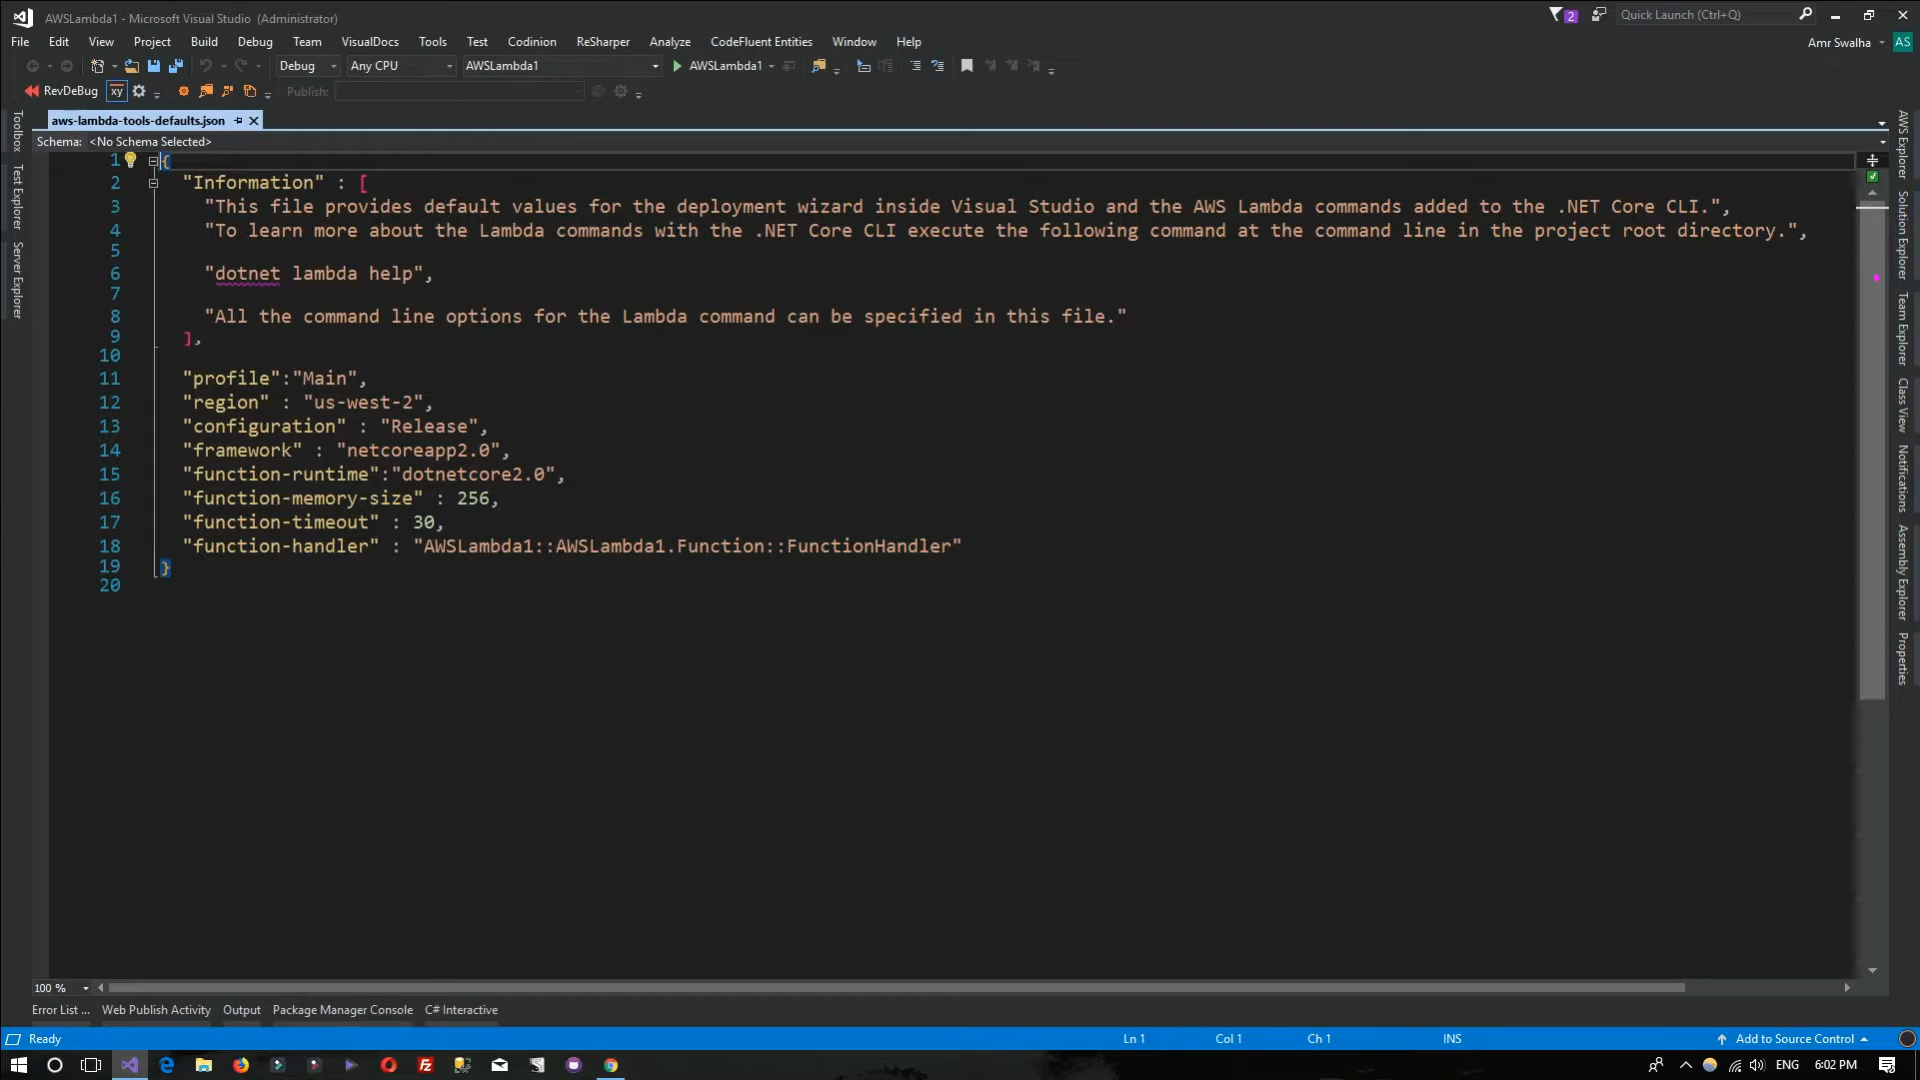 AWSLambda1 - Microsoft Visual Studio (Administrator)
2
Quick Launch (Ctrl+Q)
File Edit View Project Build Debug Team VisualDocs Tools Test Codinion ReSharper Analyze CodeFluent Entities Window Help
Amr Swalha AS
Debug Any CPU AWSLambda1 AWSLambda1
RevDeBug xy Publish:
aws-lambda-tools-defaults.json
Schema: <No Schema Selected>
Toolbox
Test Explorer
Server Explorer
1 {
2 "Information" : [
3 "This file provides default values for the deployment wizard inside Visual Studio and the AWS Lambda commands added to the .NET Core CLI.",
4 "To learn more about the Lambda commands with the .NET Core CLI execute the following command at the command line in the project root directory.",
5
6 "dotnet lambda help",
7
8 "All the command line options for the Lambda command can be specified in this file."
9 ],
10
11 "profile":"Main",
12 "region" : "us-west-2",
13 "configuration" : "Release",
14 "framework" : "netcoreapp2.0",
15 "function-runtime":"dotnetcore2.0",
16 "function-memory-size" : 256,
17 "function-timeout" : 30,
18 "function-handler" : "AWSLambda1::AWSLambda1.Function::FunctionHandler"
19 }
20
AWS Explorer
Solution Explorer
Team Explorer
Class View
Notifications
Assembly Explorer
Properties
100 %
Error List ... Web Publish Activity Output Package Manager Console C# Interactive
Ready Ln 1 Col 1 Ch 1 INS Add to Source Control
ENG 6:02 PM